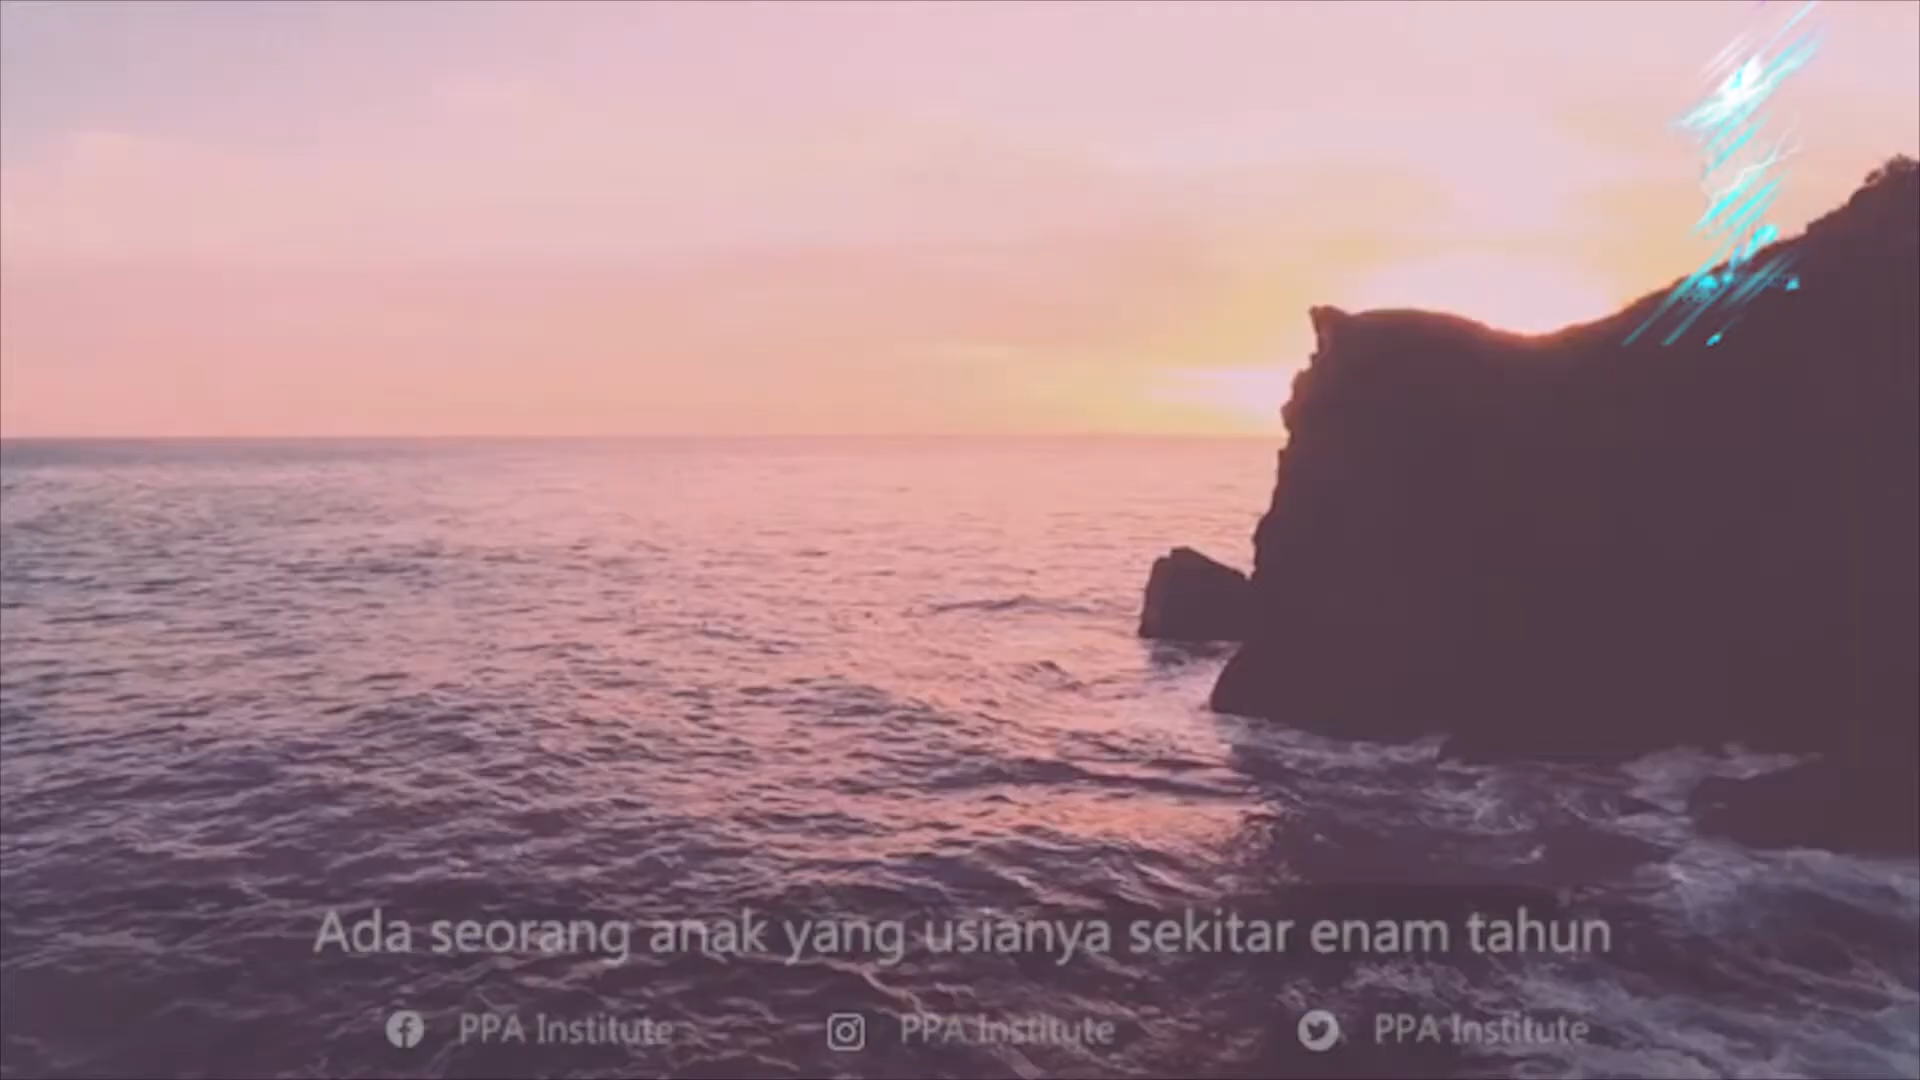 Ada seorang anak yang usianya sekitar enam tahun
PPA Institute PPA Institute PPA Institute